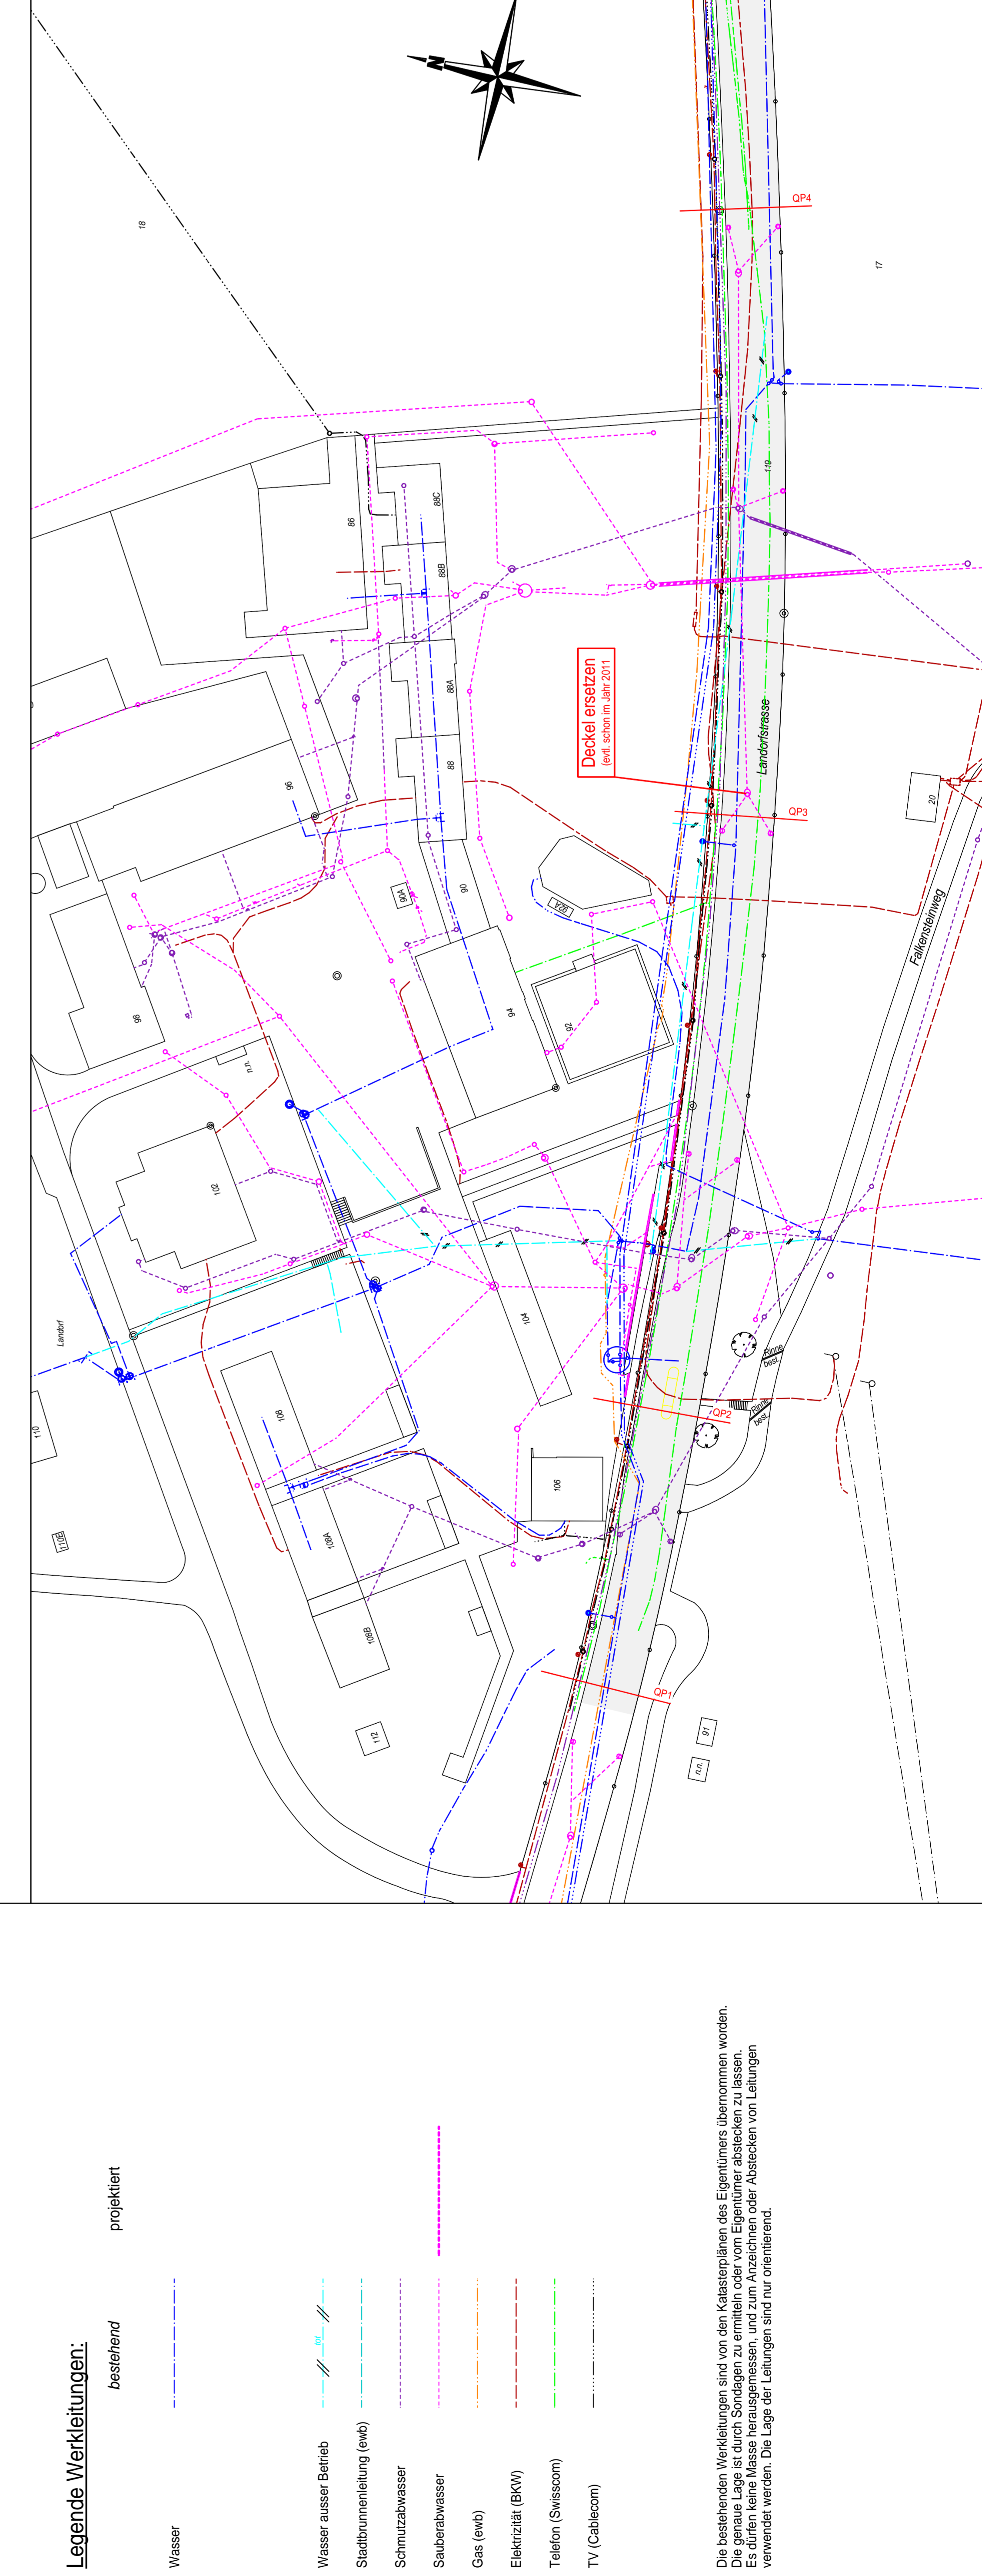 Legende Werkleitungen:
bestehend
projektiert
Wasser
Wasser ausser Betrieb
tot
Stadtbrunnenleitung (ewb)
Schmutzabwasser
Sauberabwasser
Gas (ewb)
Elektrizität (BKW)
Telefon (Swisscom)
TV (Cablecom)
Die bestehenden Werkleitungen sind von den Katasterplänen des Eigentümers übernommen worden.
Die genaue Lage ist durch Sondagen zu ermitteln oder vom Eigentümer abstecken zu lassen.
Es dürfen keine Masse herausgemessen, und zum Anzeichnen oder Abstecken von Leitungen
verwendet werden. Die Lage der Leitungen sind nur orientierend.
N
18
17
119
QP4
QP3
QP2
QP1
86
88C
88B
88A
88
96
90
90A
92A
92
94
98
n.n.
102
104
106
108
108A
108B
110
110E
112
91
n.n.
20
Landorf
Landorfstrasse
Falkensteinweg
Rinne
best.
Rinne
best.
Deckel ersetzen
(evtl. schon im Jahr 2011)